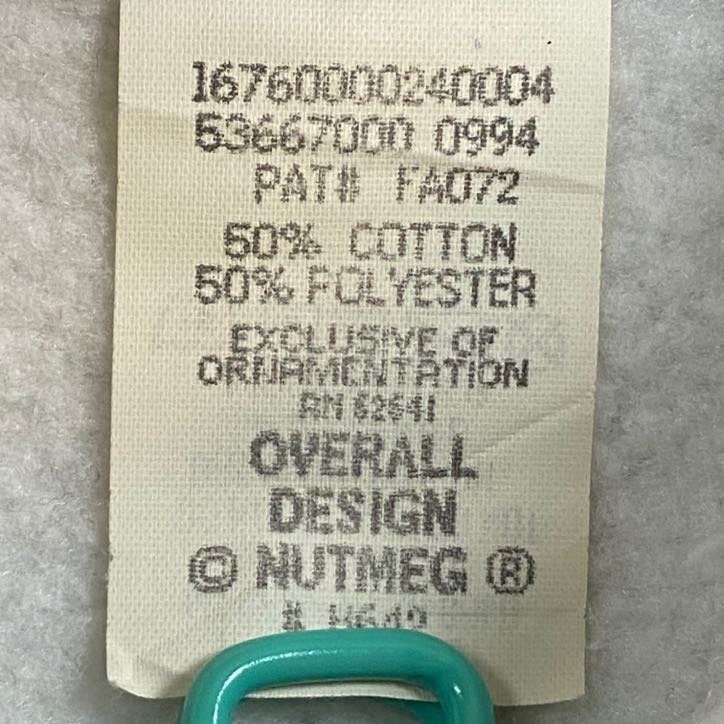 16760000240004
53667000 0994
PAT# FA072
50% COTTON
50% POLYESTER
EXCLUSIVE OF
ORNAMENTATION
RN 62641
OVERALL
DESIGN
© NUTMEG ®